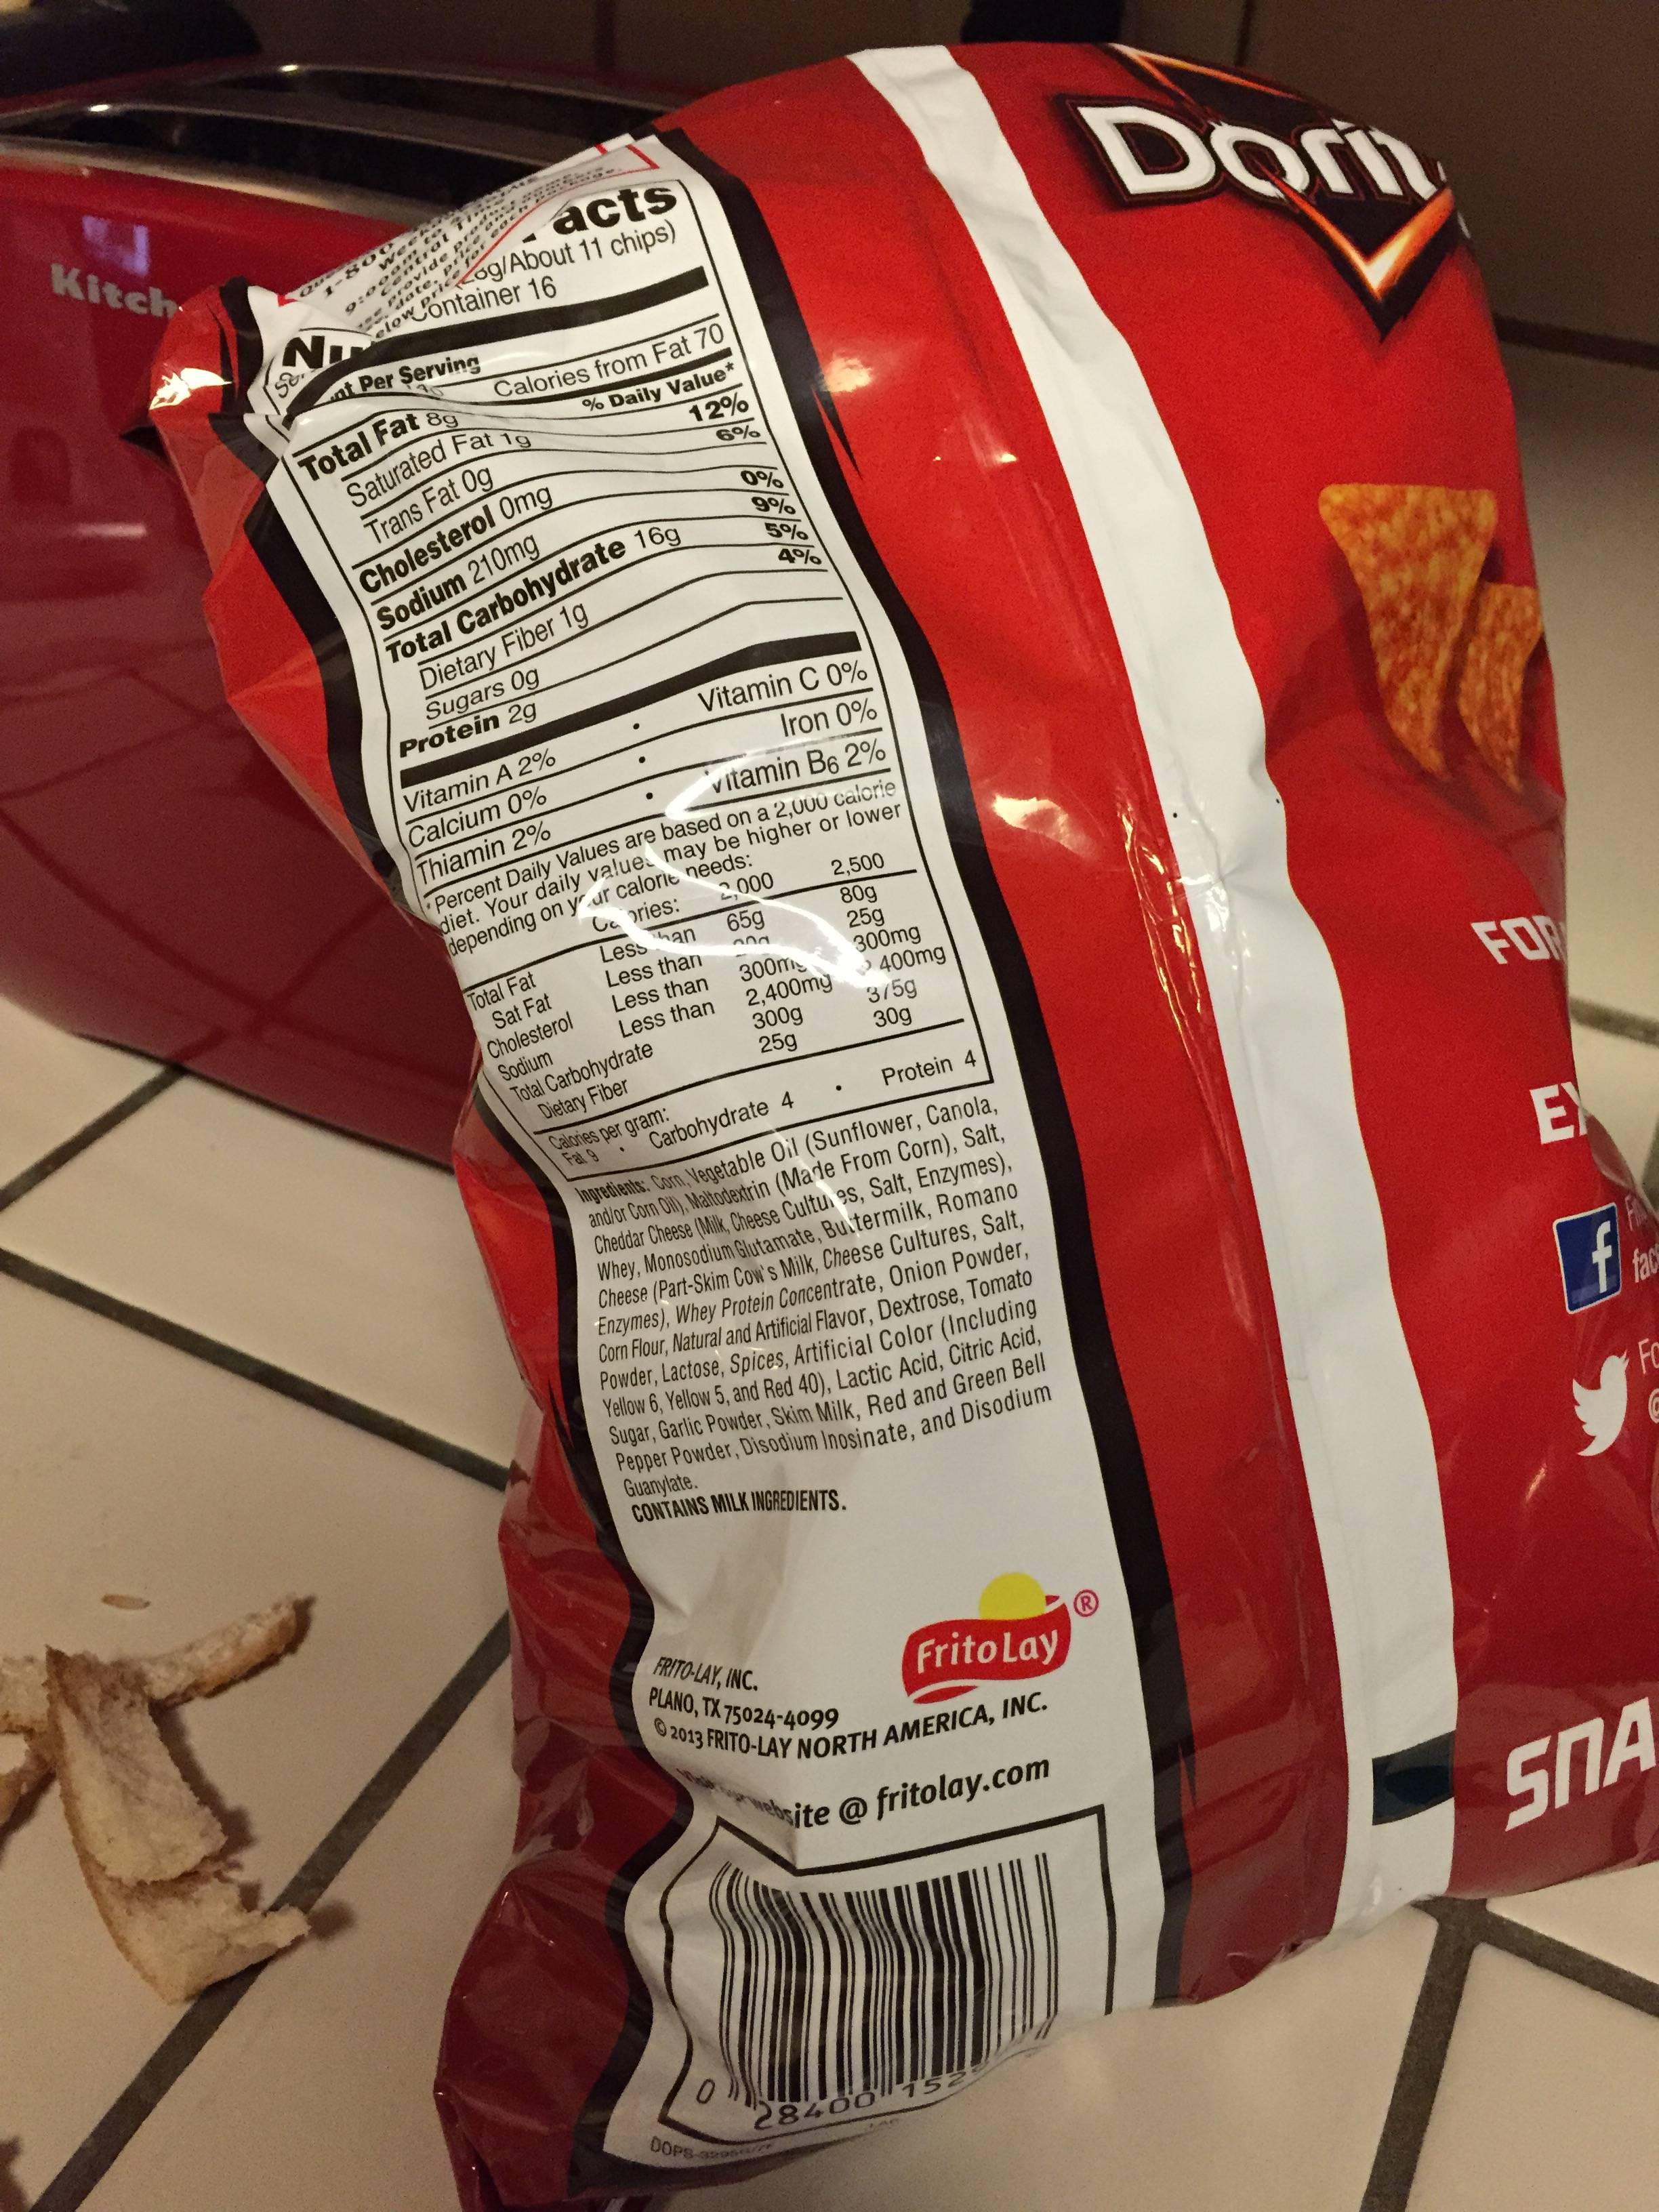 Dorit
Kitch
acts
g/About 11 chips)
Container 16
Per Serving
Calories from Fat 70
% Daily Value*
Total Fat 8g 12%
Saturated Fat 1g 6%
Trans Fat 0g
Cholesterol 0mg 0%
Sodium 210mg 9%
Total Carbohydrate 16g 5%
Dietary Fiber 1g 4%
Sugars 0g
Protein 2g
Vitamin A 2% • Vitamin C 0%
Calcium 0% • Iron 0%
Thiamin 2% • Vitamin B6 2%
*Percent Daily Values are based on a 2,000 calorie
diet. Your daily values may be higher or lower
depending on your calorie needs:
Calories: 2,000 2,500
Total Fat Less than 65g 80g
Sat Fat Less than 25g
Cholesterol Less than 300mg 300mg
Sodium Less than 2,400mg 2,400mg
Total Carbohydrate 300g 375g
Dietary Fiber 25g 30g
Calories per gram:
Fat 9 • Carbohydrate 4 • Protein 4
Ingredients: Corn, Vegetable Oil (Sunflower, Canola,
and/or Corn Oil), Maltodextrin (Made From Corn), Salt,
Cheddar Cheese (Milk, Cheese Cultures, Salt, Enzymes),
Whey, Monosodium Glutamate, Buttermilk, Romano
Cheese (Part-Skim Cow's Milk, Cheese Cultures, Salt,
Enzymes), Whey Protein Concentrate, Onion Powder,
Corn Flour, Natural and Artificial Flavor, Dextrose, Tomato
Powder, Lactose, Spices, Artificial Color (Including
Yellow 6, Yellow 5, and Red 40), Lactic Acid, Citric Acid,
Sugar, Garlic Powder, Skim Milk, Red and Green Bell
Pepper Powder, Disodium Inosinate, and Disodium
Guanylate.
CONTAINS MILK INGREDIENTS.
FritoLay®
FRITO-LAY, INC.
PLANO, TX 75024-4099
© 2013 FRITO-LAY NORTH AMERICA, INC.
website @ fritolay.com
0 28400 152
FOR
EX
f
fac
SNA